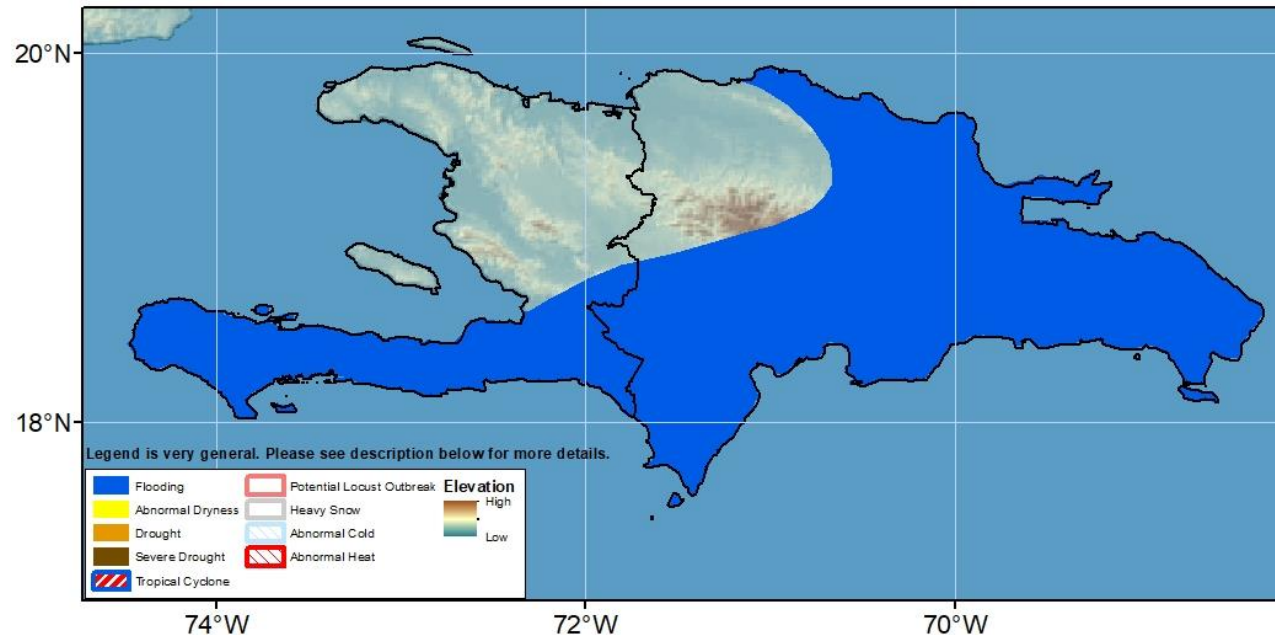 20°N
18°N
Legend is very general. Please see description below for more details.
Flooding
Abnormal Dryness
Drought
Severe Drought
Tropical Cyclone
Potential Locust Outbreak
Heavy Snow
Abnormal Cold
Abnormal Heat
Elevation
High
Low
74°W
72°W
70°W